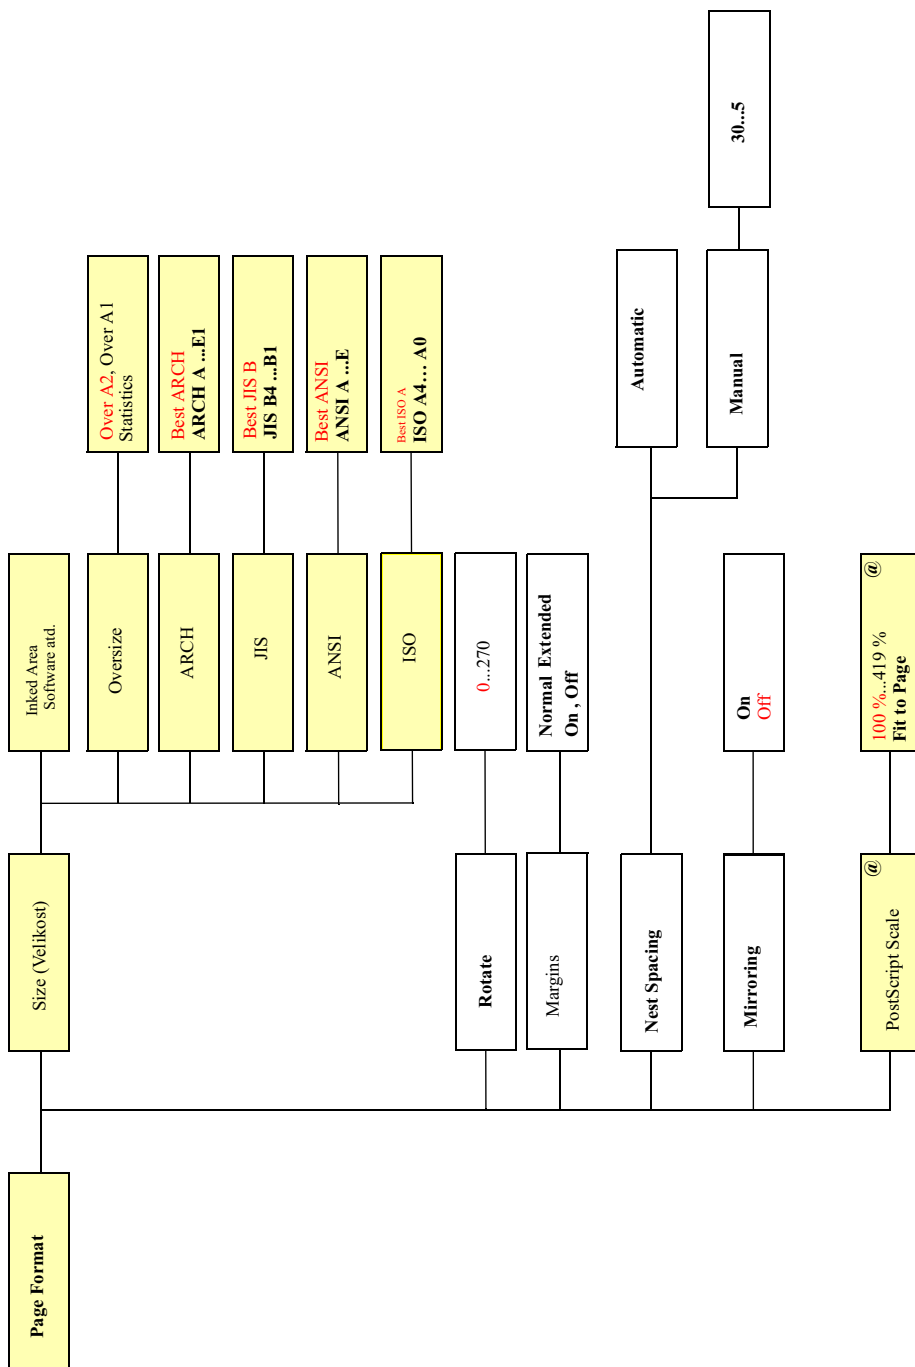 Page Format
Size (Velikost)
Inked Area
Software atd.
Oversize
Over A2, Over A1
Statistics
ARCH
Best ARCH
ARCH A ...E1
JIS
Best JIS B
JIS B4 ...B1
ANSI
Best ANSI
ANSI A ...E
ISO
Best ISO A
ISO A4... A0
Rotate
0...270
Margins
Normal Extended
On , Off
Nest Spacing
Automatic
Manual
30...5
Mirroring
On
Off
@
PostScript Scale
@
100 %...419 %
Fit to Page